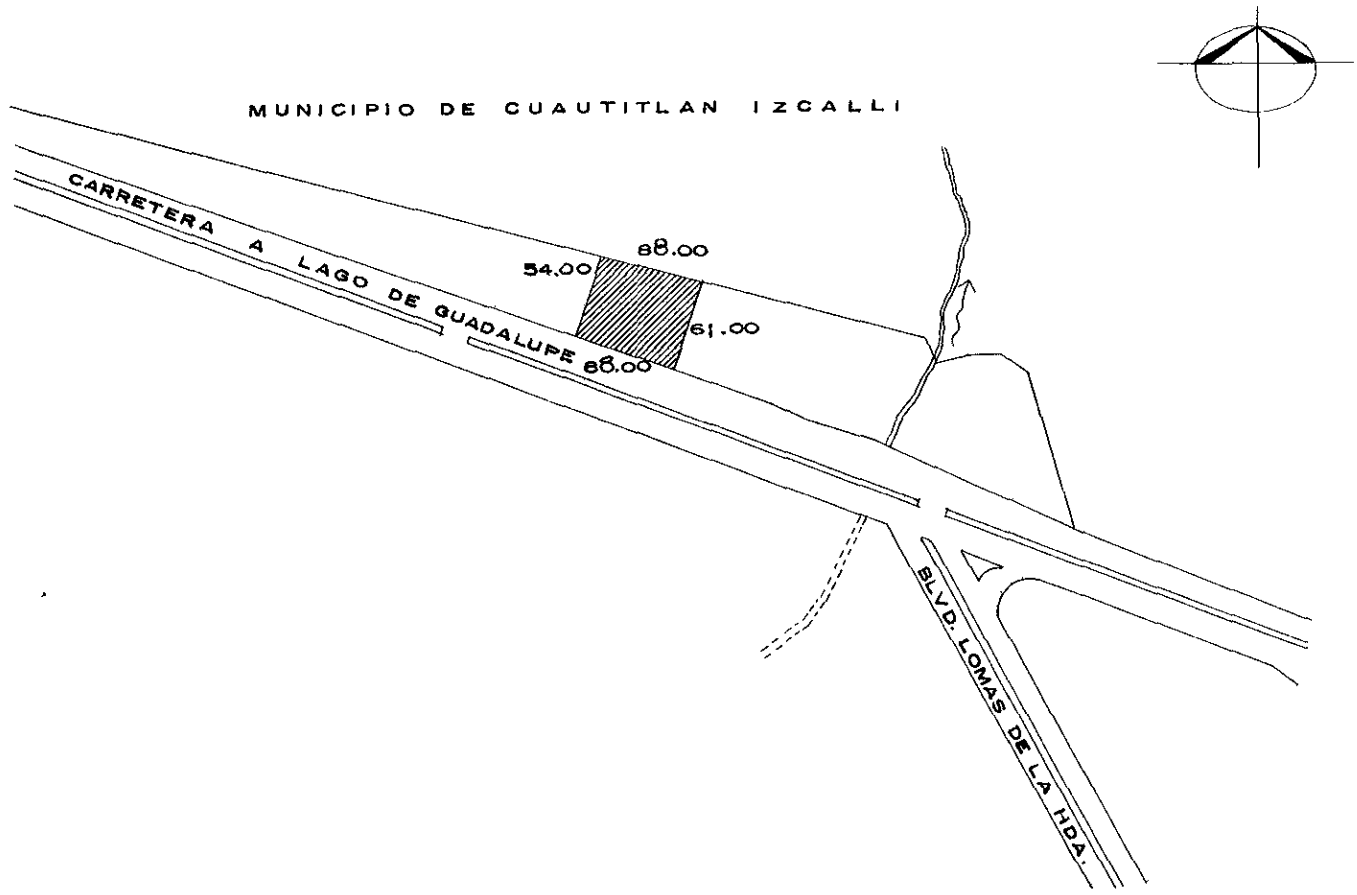 MUNICIPIO DE CUAUTITLAN IZCALLI
CARRETERA A LAGO DE GUADALUPE
88.00
54.00
61.00
88.00
BLVD. LOMAS DE LA HDA.